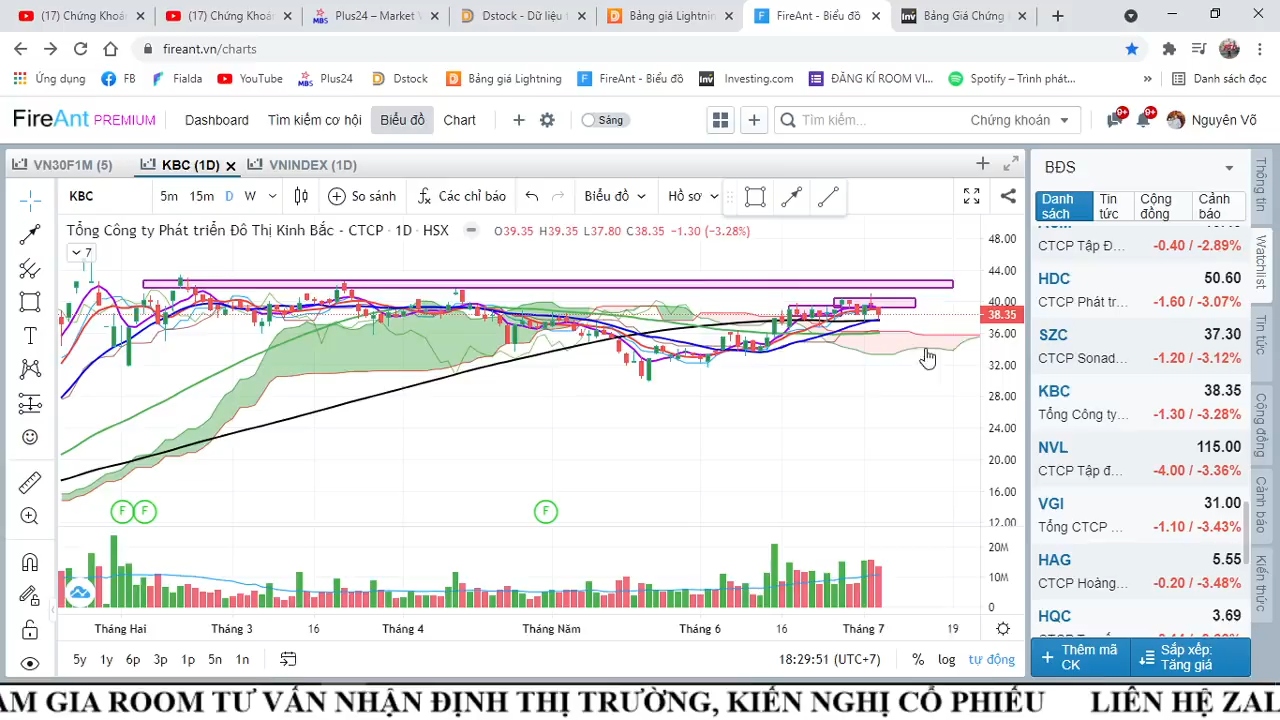 (17) Chứng Khoá
(17) Chứng Khoá
MBS Plus24 – Market
Dstock - Dữ liệu
Bảng giá Lightnin
FireAnt - Biểu đồ
Inv Bảng Giá Chứng
fireant.vn/charts
Ứng dụng
FB
Fialda
YouTube
MBS Plus24
Dstock
Bảng giá Lightning
FireAnt - Biểu đồ
Inv Investing.com
ĐĂNG KÍ ROOM VI...
Spotify – Trình phát...
»
Danh sách đọc
FireAnt PREMIUM
Dashboard
Tìm kiếm cơ hội
Biểu đồ
Chart
Sáng
Tìm kiếm...
Chứng khoán
9+
9+
Nguyên Võ
VN30F1M (5)
KBC (1D)
VNINDEX (1D)
KBC
5m
15m
D
W
So sánh
Các chỉ báo
Biểu đồ
Hồ sơ
Tổng Công ty Phát triển Đô Thị Kinh Bắc - CTCP · 1D · HSX
O39.35 H39.35 L37.80 C38.35 −1.30 (−3.28%)
7
48.00
44.00
40.00
38.35
36.00
32.00
28.00
24.00
20.00
16.00
12.00
F
F
F
20M
10M
0
Tháng Hai
Tháng 3
16
Tháng 4
Tháng Năm
Tháng 6
16
Tháng 7
19
5y
1y
6p
3p
1p
5n
1n
18:29:51 (UTC+7)
%
log
tự động
BĐS
Danh sách
Tin tức
Cộng đồng
Cảnh báo
CTCP Tập Đ... -0.40 / -2.89%
HDC 50.60
CTCP Phát tr... -1.60 / -3.07%
SZC 37.30
CTCP Sonad... -1.20 / -3.12%
KBC 38.35
Tổng Công ty... -1.30 / -3.28%
NVL 115.00
CTCP Tập đ... -4.00 / -3.36%
VGI 31.00
Tổng CTCP ... -1.10 / -3.43%
HAG 5.55
CTCP Hoàng... -0.20 / -3.48%
HQC 3.69
Thêm mã CK
Sắp xếp: Tăng giá
Thông tin
Watchlist
Tin tức
Cộng đồng
Cảnh báo
Kiến thức
AM GIA ROOM TƯ VẤN NHẬN ĐỊNH THỊ TRƯỜNG, KIẾN NGHỊ CỔ PHIẾU LIÊN HỆ ZAL